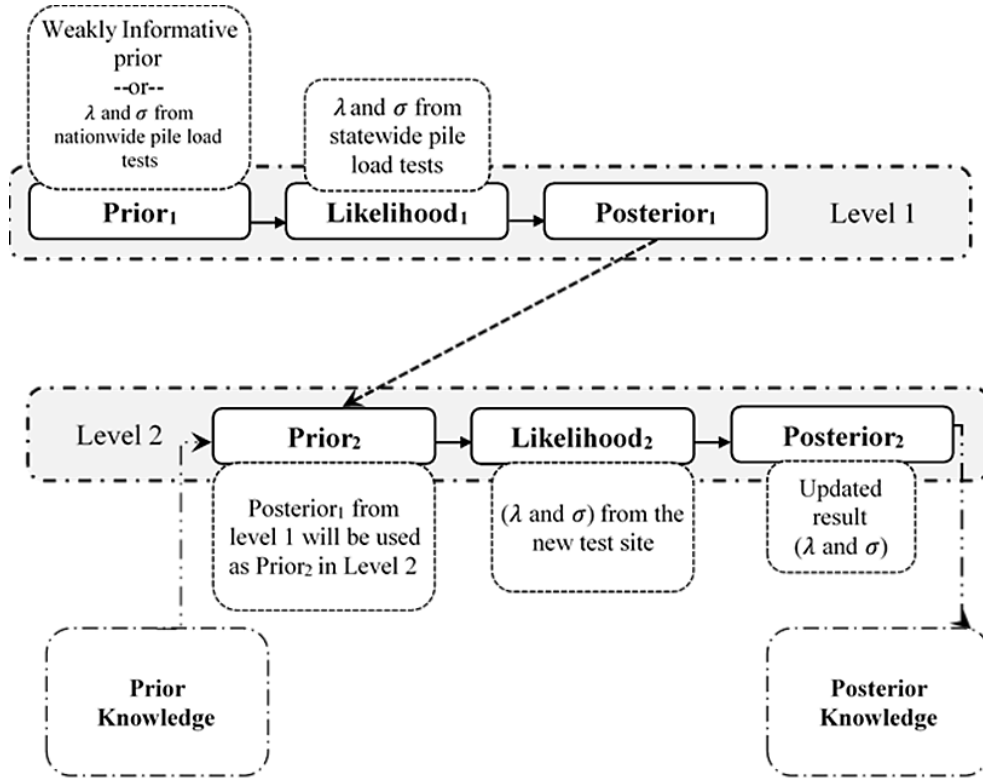 Weakly Informative
prior
--or--
λ and σ from
nationwide pile load
tests
λ and σ from
statewide pile
load tests
Prior₁
Likelihood₁
Posterior₁
Level 1
Level 2
Prior₂
Likelihood₂
Posterior₂
Posterior₁ from
level 1 will be used
as Prior₂ in Level 2
(λ and σ) from the
new test site
Updated
result
(λ and σ)
Prior
Knowledge
Posterior
Knowledge